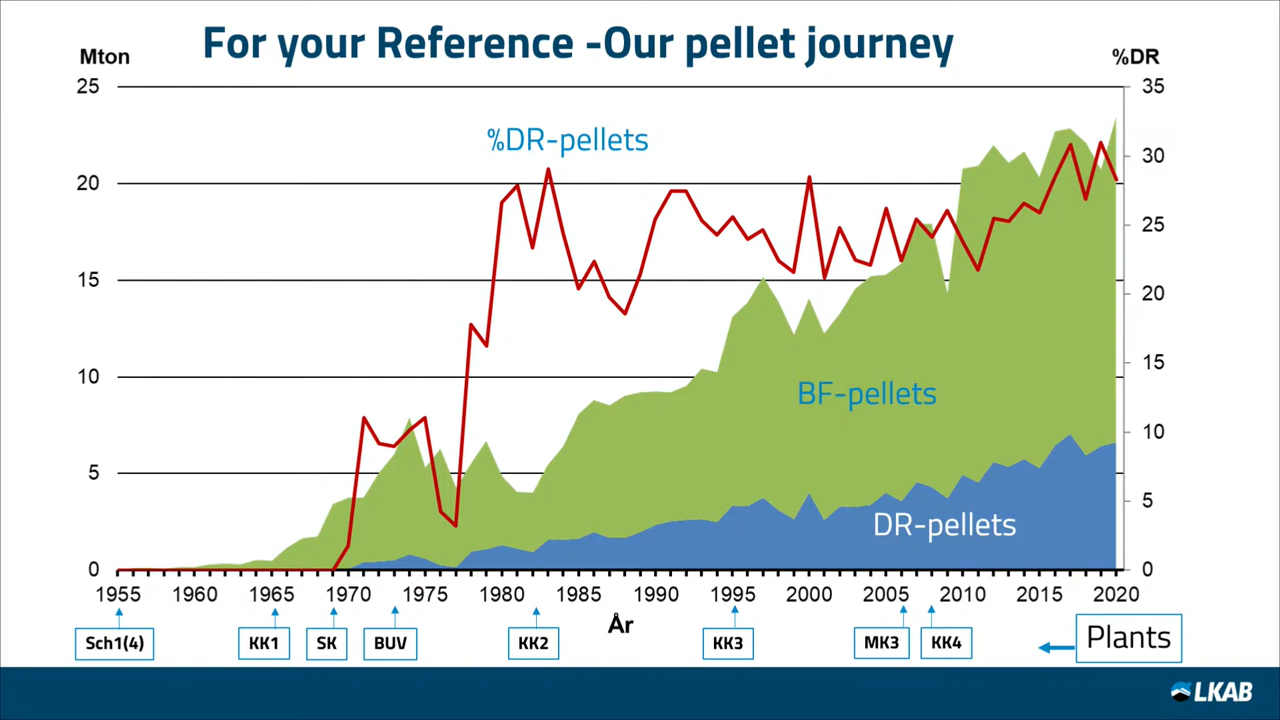 For your Reference -Our pellet journey
Mton
%DR
25
20
15
10
5
0
35
30
25
20
15
10
5
0
%DR-pellets
BF-pellets
DR-pellets
1955 1960 1965 1970 1975 1980 1985 1990 1995 2000 2005 2010 2015 2020
År
Sch1(4) KK1 SK BUV KK2 KK3 MK3 KK4 Plants
LKAB